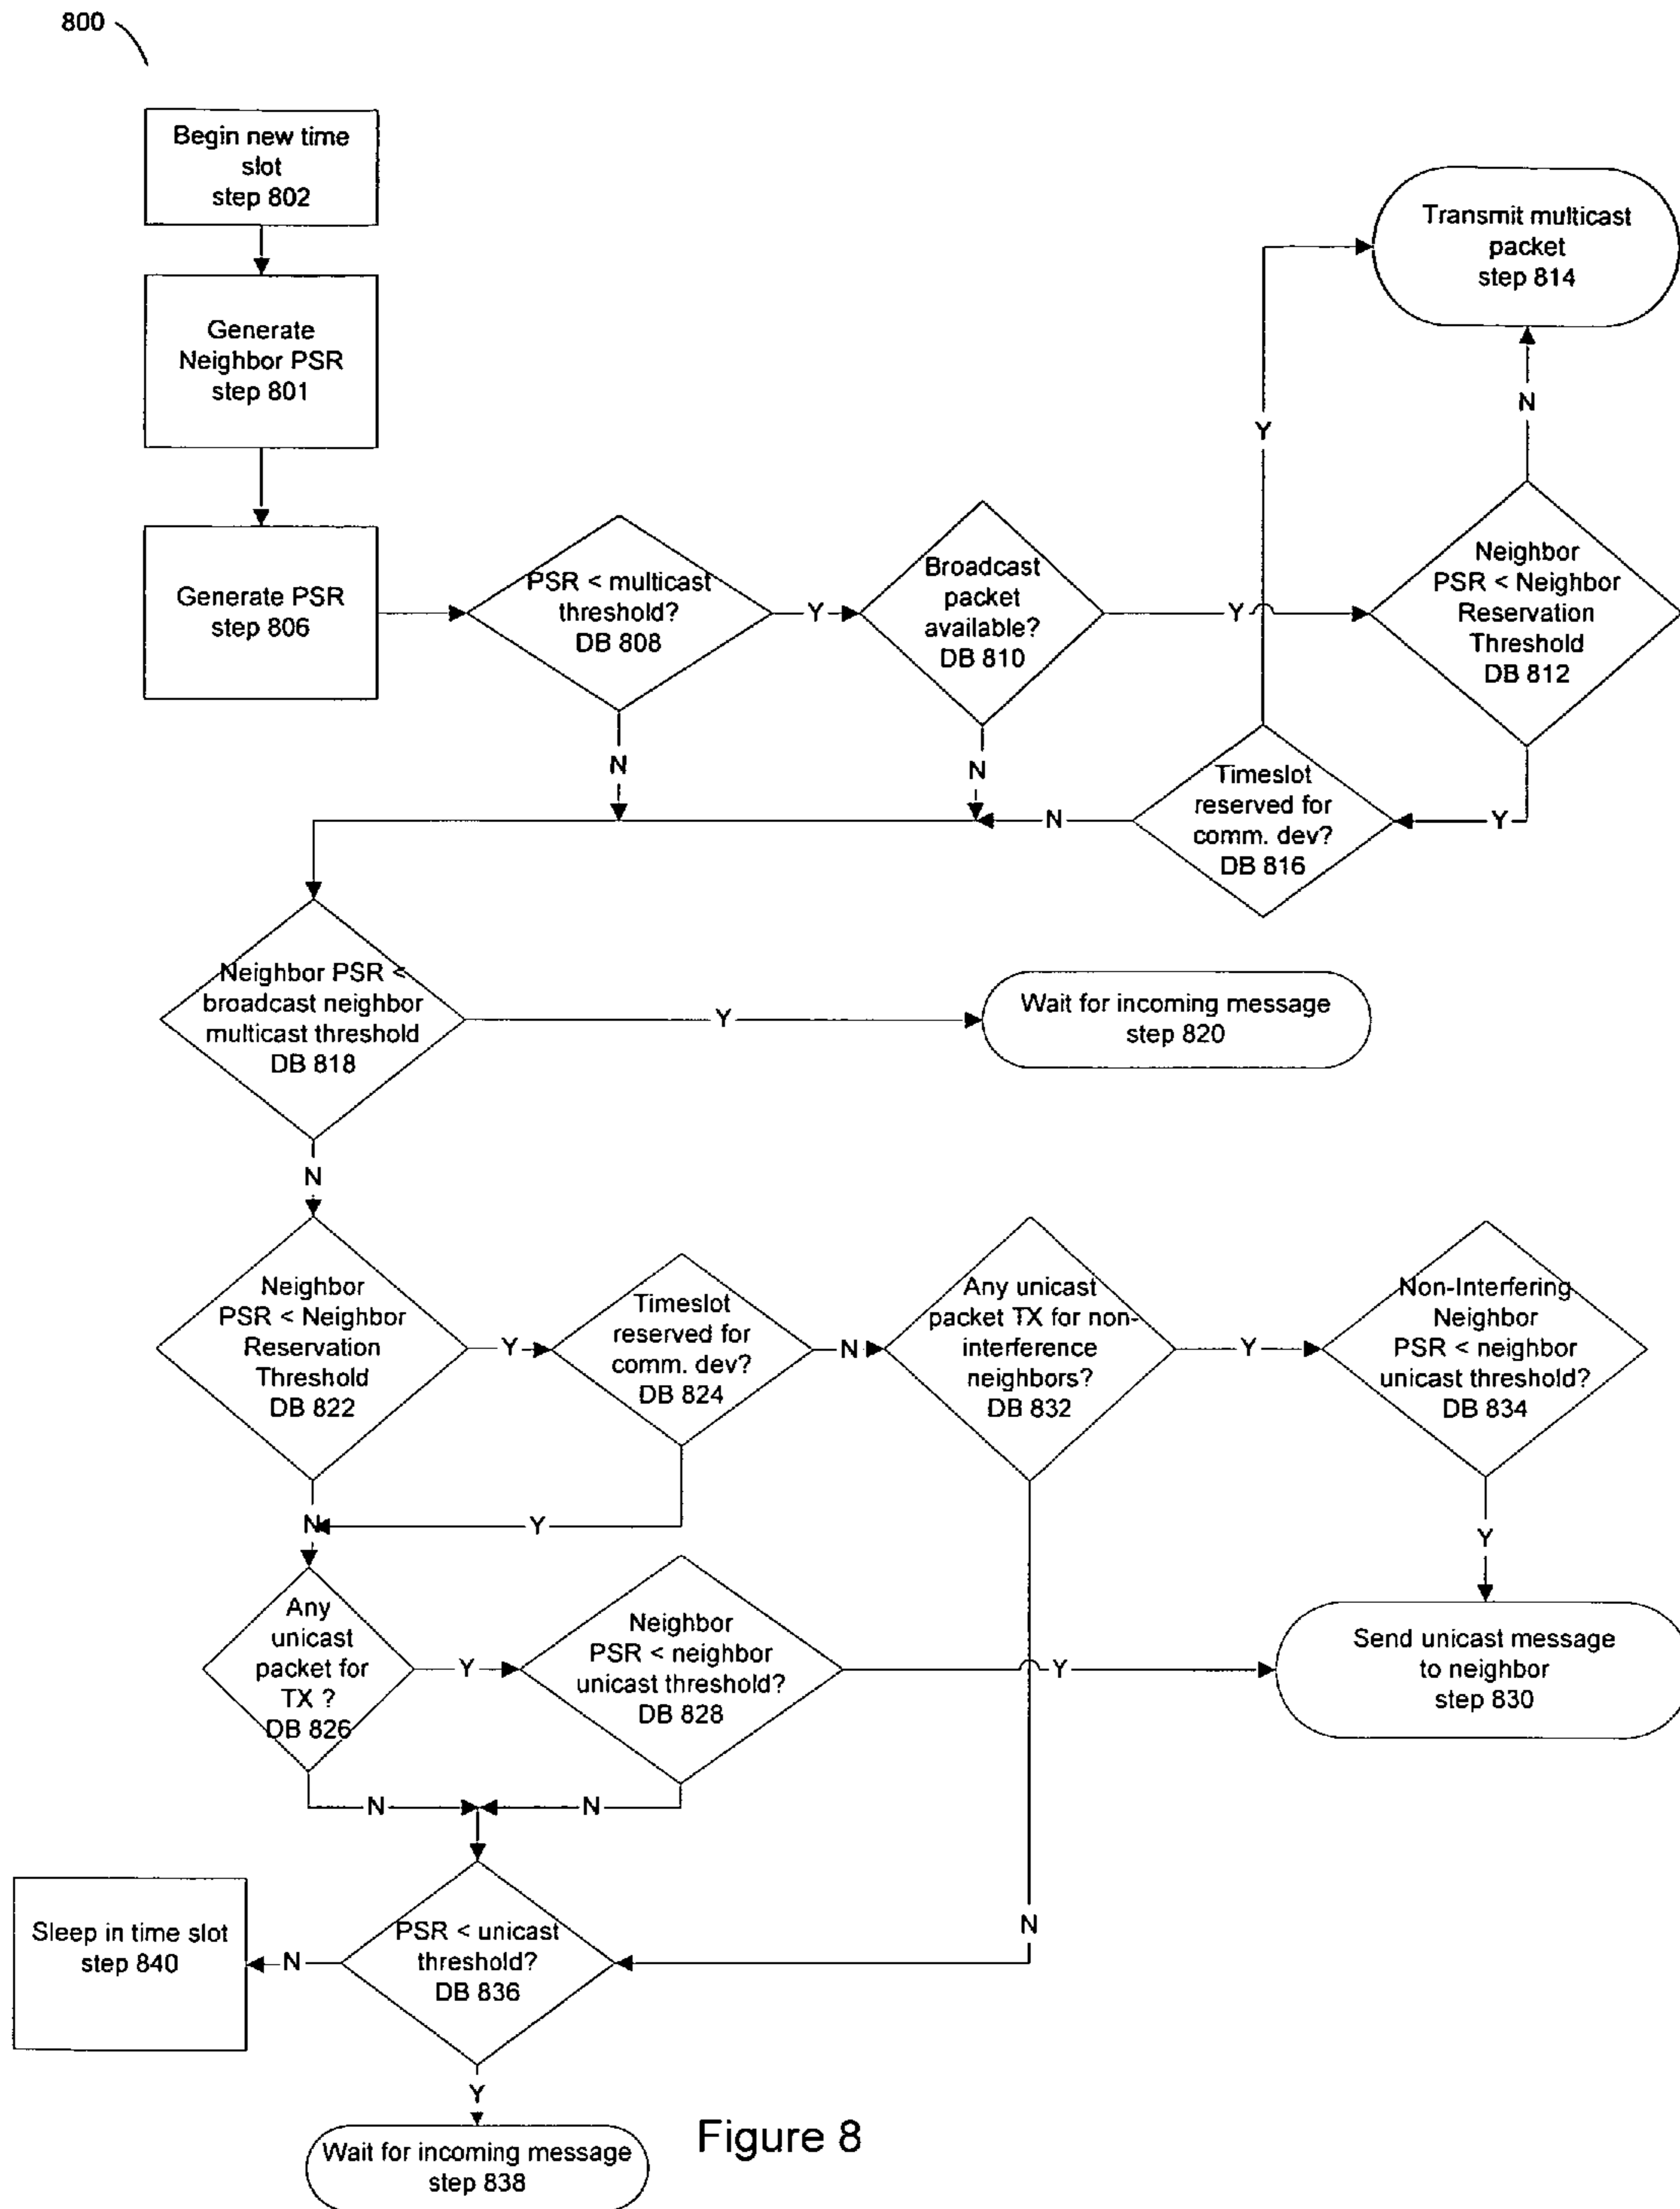 800
Begin new time
slot
step 802
Transmit multicast
packet
step 814
Generate
Neighbor PSR
step 801
N
Y
Generate PSR
step 806
PSR < multicast
threshold?
DB 808
Y
Broadcast
packet
available?
DB 810
Y
Neighbor
PSR < Neighbor
Reservation
Threshold
DB 812
N
N
N
Timeslot
reserved for
comm. dev?
DB 816
Y
Neighbor PSR <
broadcast neighbor
multicast threshold
DB 818
Y
Wait for incoming message
step 820
N
Neighbor
PSR < Neighbor
Reservation
Threshold
DB 822
Y
Timeslot
reserved for
comm. dev?
DB 824
N
Any unicast
packet TX for non-
interference
neighbors?
DB 832
Y
Non-Interfering
Neighbor
PSR < neighbor
unicast threshold?
DB 834
N
Y
Y
Any
unicast
packet for
TX ?
DB 826
Y
Neighbor
PSR < neighbor
unicast threshold?
DB 828
Y
Send unicast message
to neighbor
step 830
N
N
Sleep in time slot
step 840
N
PSR < unicast
threshold?
DB 836
N
Y
Wait for incoming message
step 838
Figure 8